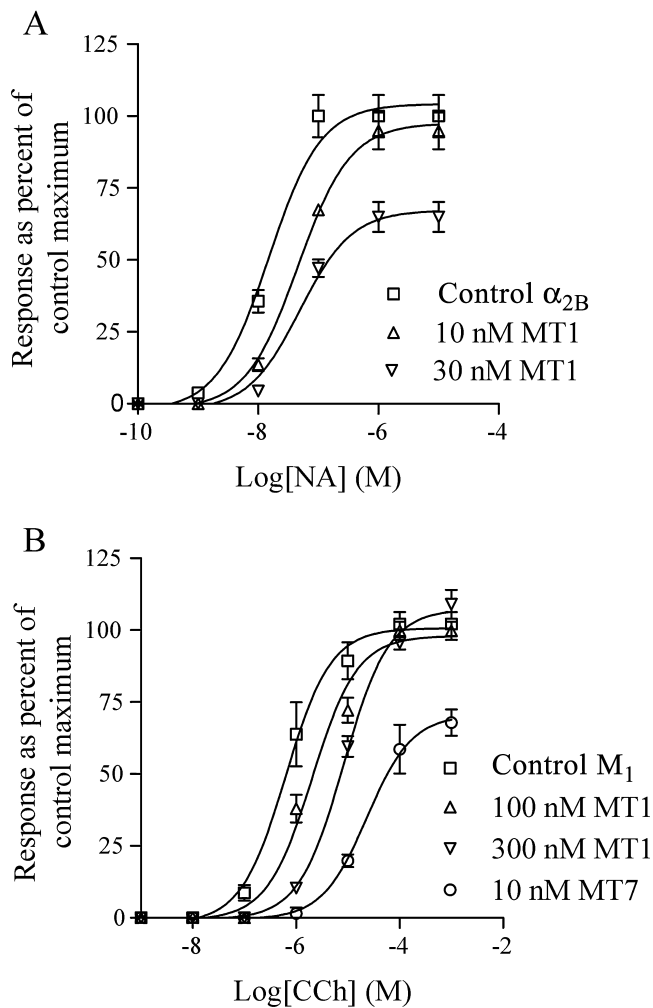 A
Response as percent of
control maximum
125
100
75
50
25
0
-10
-8
-6
-4
Log[NA] (M)
Control α2B
10 nM MT1
30 nM MT1
B
Response as percent of
control maximum
125
100
75
50
25
0
-8
-6
-4
-2
Log[CCh] (M)
Control M1
100 nM MT1
300 nM MT1
10 nM MT7